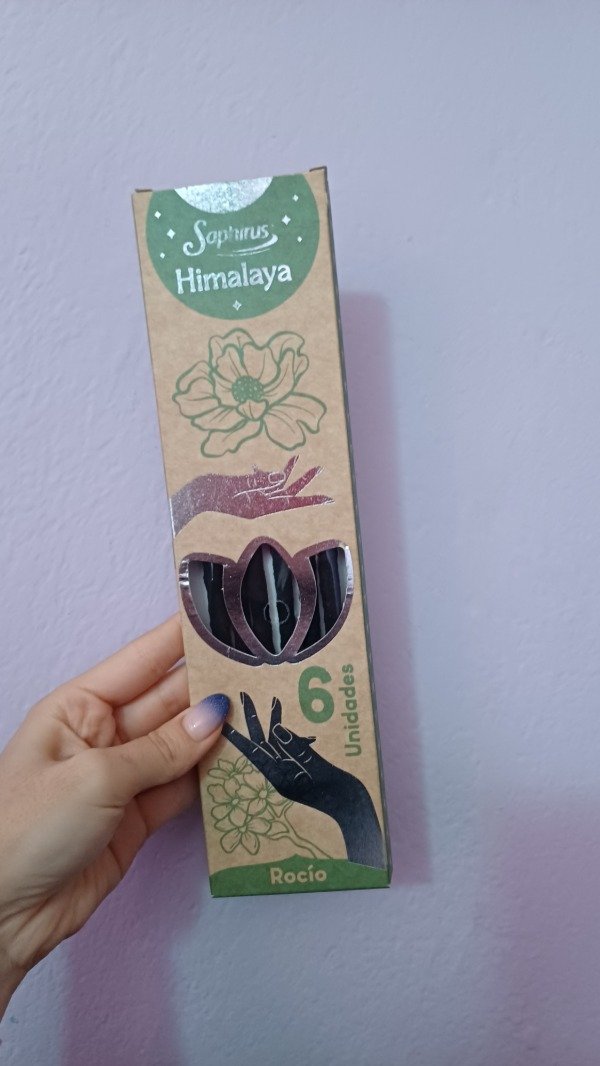 Saphirus
Himalaya
6
Unidades
Rocío